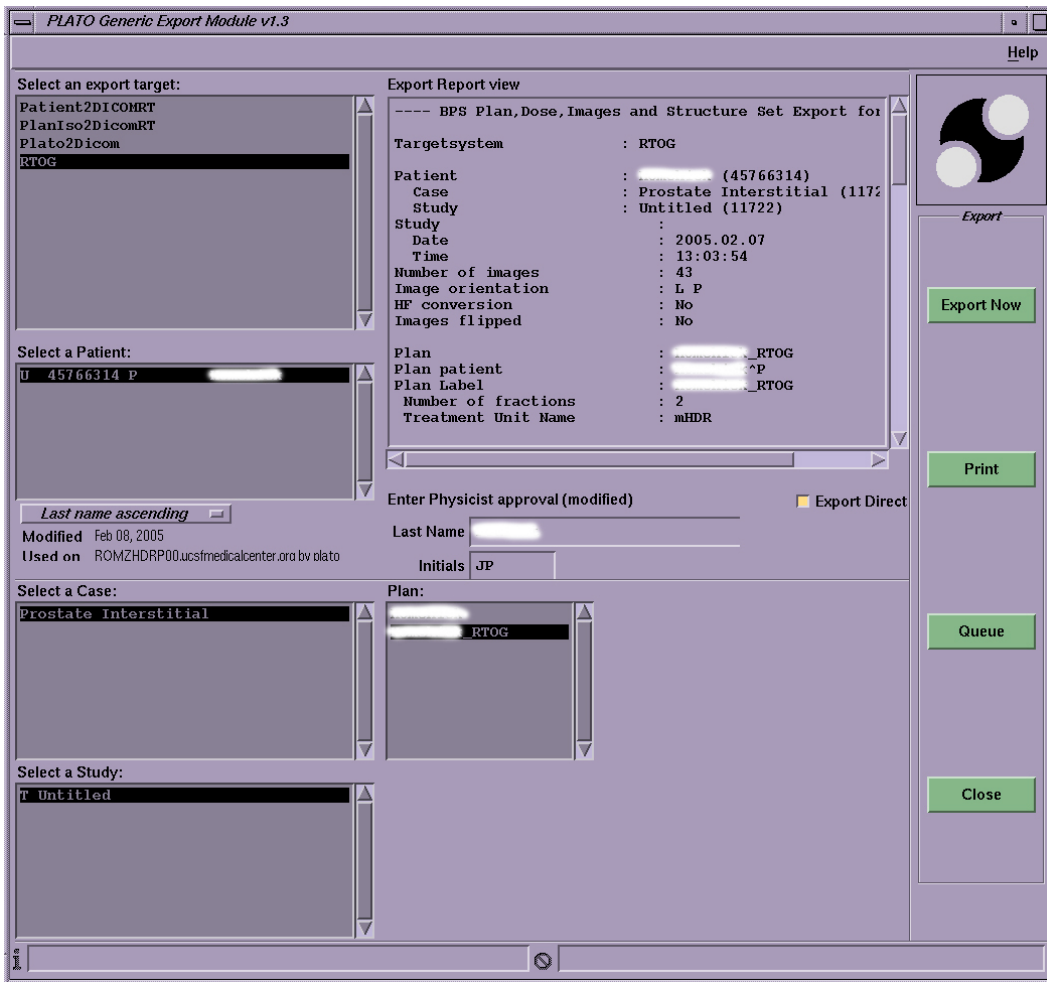 PLATO Generic Export Module v1.3
Help
Select an export target:
Patient2DICOMRT
PlanIso2DicomRT
Plato2Dicom
RTOG
Export Report view
---- BPS Plan,Dose,Images and Structure Set Export for
Targetsystem : RTOG
Patient : (45766314)
Case : Prostate Interstitial (1172
Study : Untitled (11722)
Study :
Date : 2005.02.07
Time : 13:03:54
Number of images : 43
Image orientation : L P
HF conversion : No
Images flipped : No
Plan : _RTOG
Plan patient : ^P
Plan Label : _RTOG
Number of fractions : 2
Treatment Unit Name : mHDR
Export
Export Now
Print
Queue
Close
Select a Patient:
U 45766314 P
Last name ascending
Modified Feb 08, 2005
Used on ROMZHDRP00.ucsfmedicalcenter.org by plato
Enter Physicist approval (modified)
Export Direct
Last Name
Initials JP
Select a Case:
Prostate Interstitial
Plan:
_RTOG
Select a Study:
T Untitled